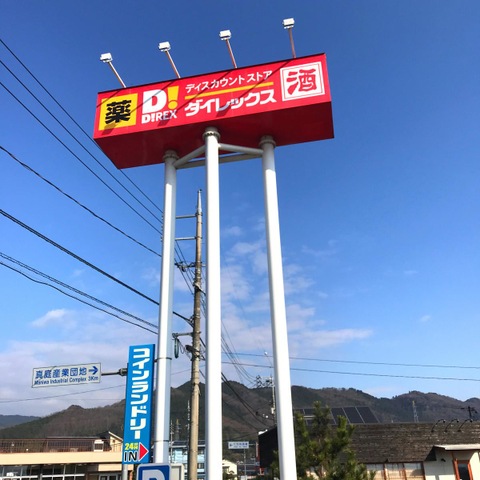 薬
D!
DIREX
ディスカウントストア
ダイレックス
酒
真庭産業団地
Maniwa Industrial Complex 3Km
コインランドリー
24
IN
P